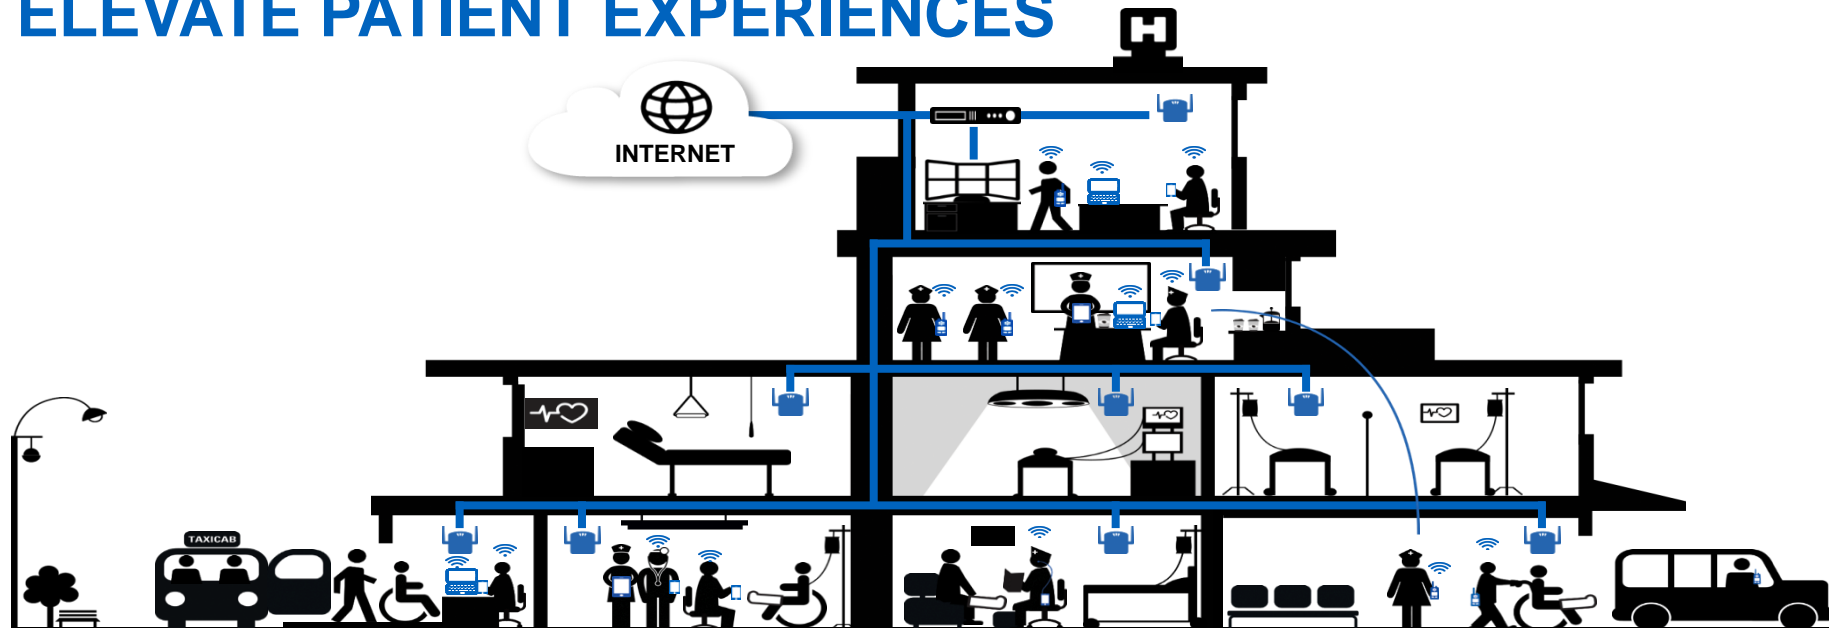 ELEVATE PATIENT EXPERIENCES
H
INTERNET
TAXICAB